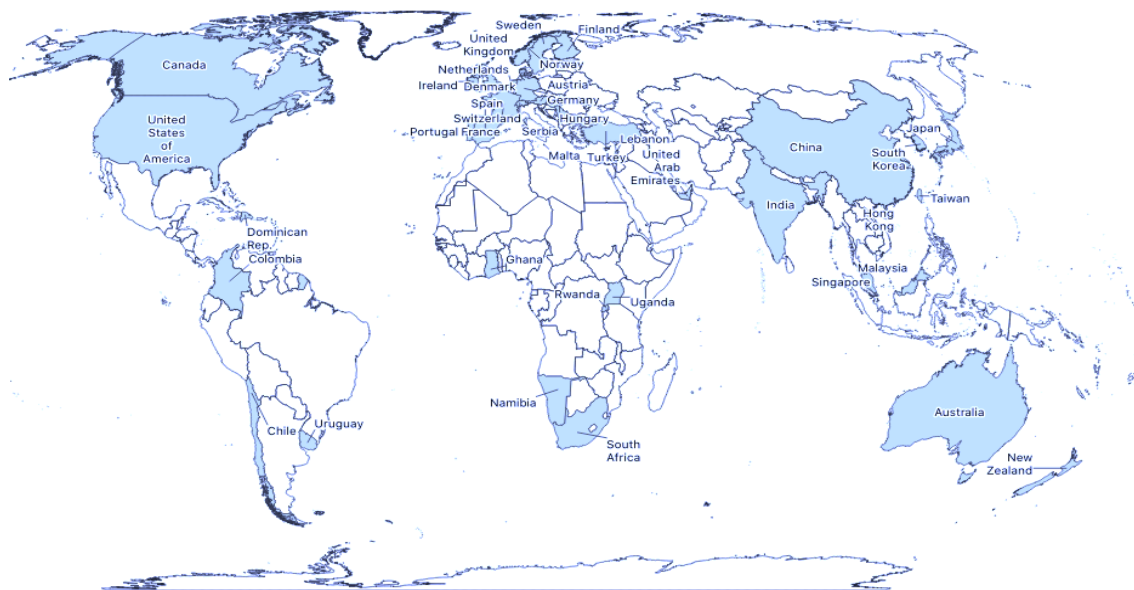 Sweden
Finland
United
Kingdom
Norway
Canada
Netherlands
Ireland
Denmark
Austria
Germany
Spain
Switzerland
Hungary
United
States
of
America
Portugal
France
Serbia
Lebanon
Japan
China
South
Korea
Malta
Turkey
United
Arab
Emirates
India
Taiwan
Hong
Kong
Dominican
Rep.
Colombia
Ghana
Malaysia
Singapore
Rwanda
Uganda
Namibia
Chile
Uruguay
South
Africa
Australia
New
Zealand